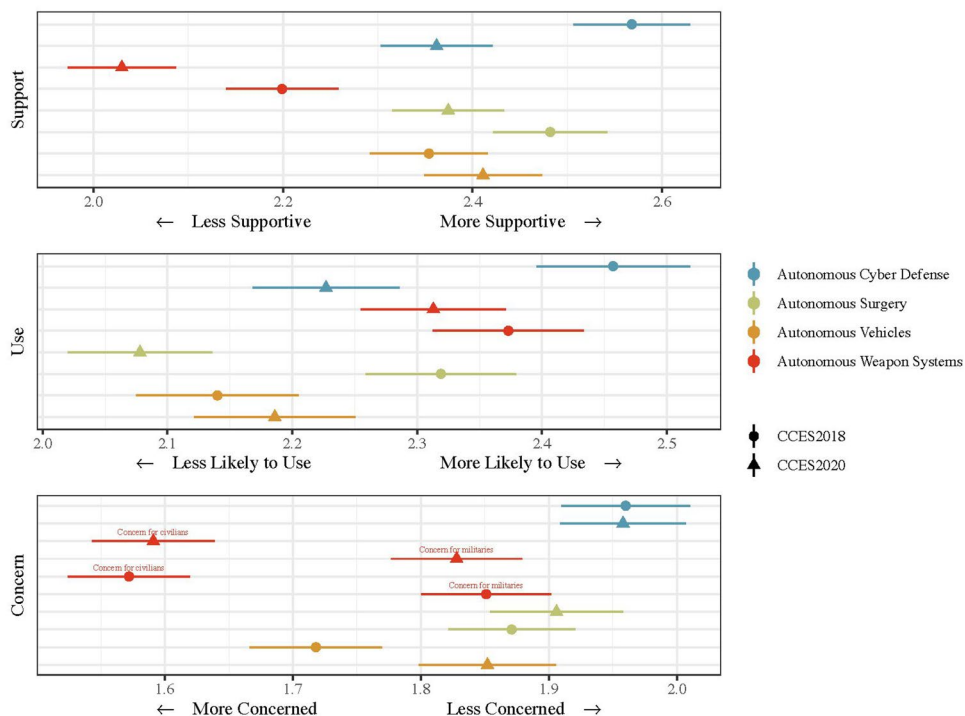 Support
2.0 2.2 2.4 2.6
← Less Supportive More Supportive →
Use
2.0 2.1 2.2 2.3 2.4 2.5
← Less Likely to Use More Likely to Use →
Autonomous Cyber Defense
Autonomous Surgery
Autonomous Vehicles
Autonomous Weapon Systems
CCES2018
CCES2020
Concern
Concern for civilians
Concern for militaries
Concern for civilians
Concern for militaries
1.6 1.7 1.8 1.9 2.0
← More Concerned Less Concerned →